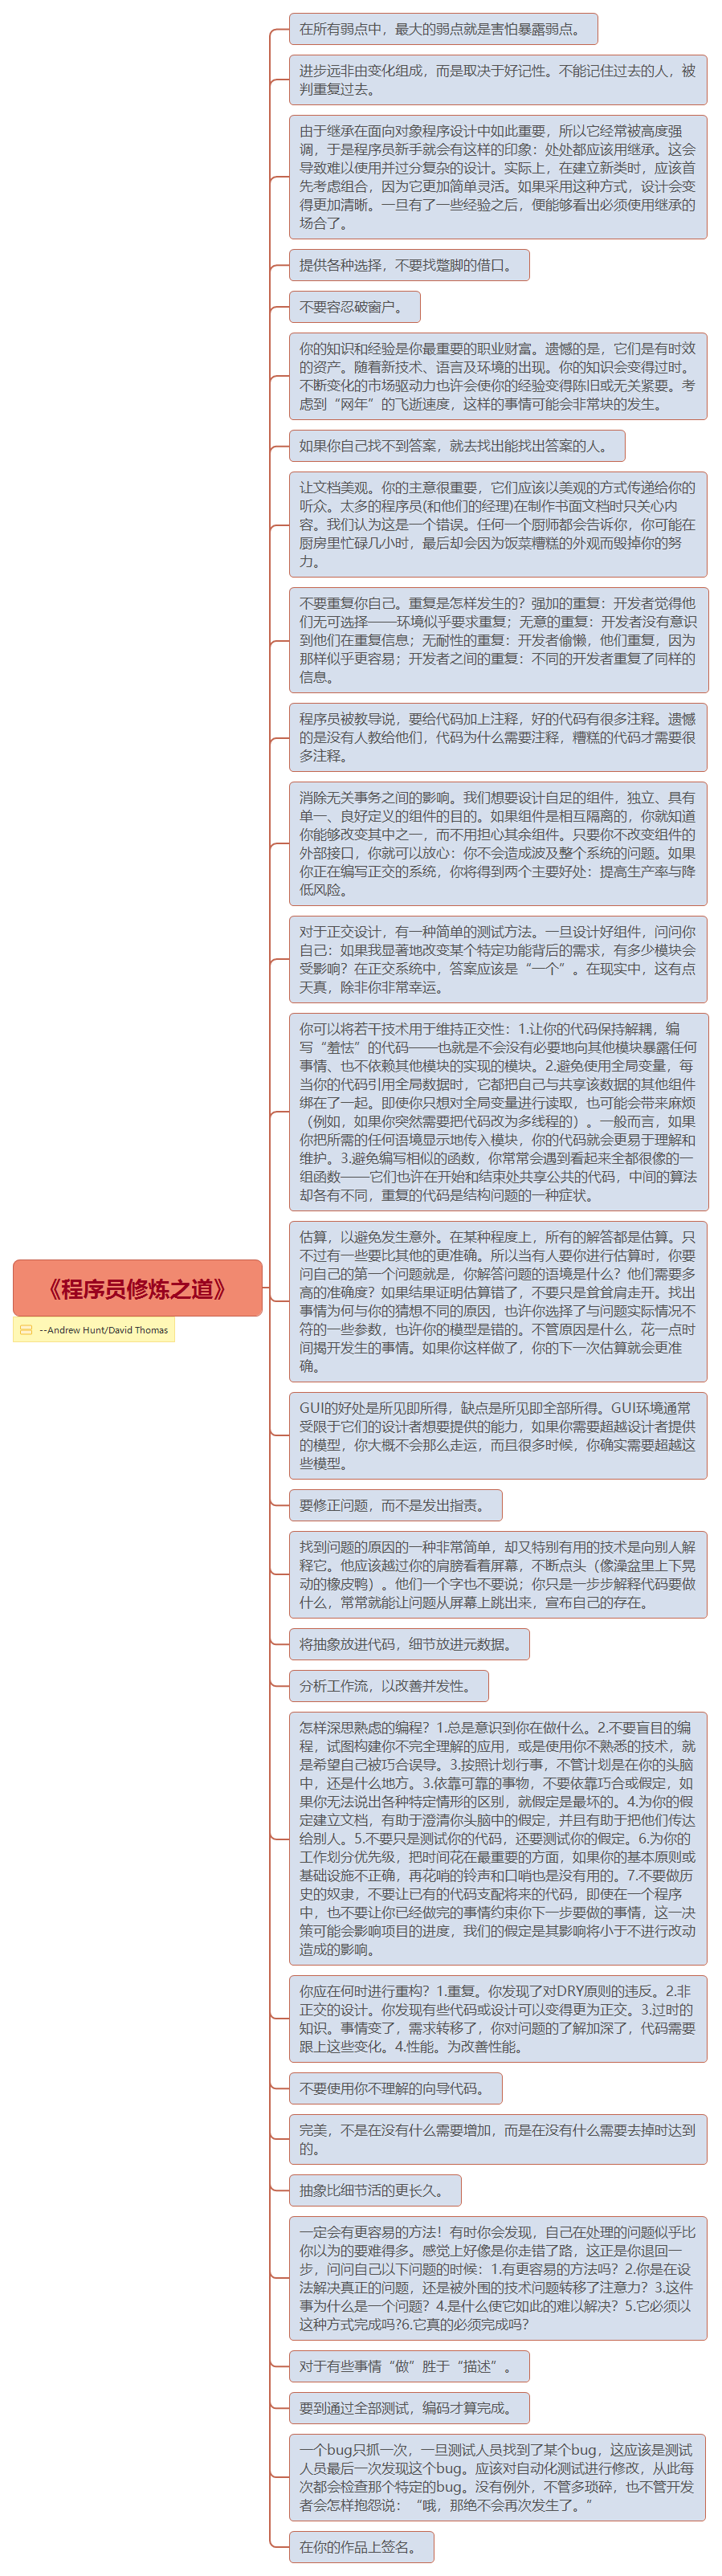 在所有弱点中，最大的弱点就是害怕暴露弱点。
进步远非由变化组成，而是取决于好记性。不能记住过去的人，被
判重复过去。
由于继承在面向对象程序设计中如此重要，所以它经常被高度强
调，于是程序员新手就会有这样的印象：处处都应该用继承。这会
导致难以使用并过分复杂的设计。实际上，在建立新类时，应该首
先考虑组合，因为它更加简单灵活。如果采用这种方式，设计会变
得更加清晰。一旦有了一些经验之后，便能够看出必须使用继承的
场合了。
提供各种选择，不要找蹩脚的借口。
不要容忍破窗户。
你的知识和经验是你最重要的职业财富。遗憾的是，它们是有时效
的资产。随着新技术、语言及环境的出现。你的知识会变得过时。
不断变化的市场驱动力也许会使你的经验变得陈旧或无关紧要。考
虑到“网年”的飞逝速度，这样的事情可能会非常块的发生。
如果你自己找不到答案，就去找出能找出答案的人。
让文档美观。你的主意很重要，它们应该以美观的方式传递给你的
听众。太多的程序员(和他们的经理)在制作书面文档时只关心内
容。我们认为这是一个错误。任何一个厨师都会告诉你，你可能在
厨房里忙碌几小时，最后却会因为饭菜糟糕的外观而毁掉你的努
力。
不要重复你自己。重复是怎样发生的？强加的重复：开发者觉得他
们无可选择——环境似乎要求重复；无意的重复：开发者没有意识
到他们在重复信息；无耐性的重复：开发者偷懒，他们重复，因为
那样似乎更容易；开发者之间的重复：不同的开发者重复了同样的
信息。
程序员被教导说，要给代码加上注释，好的代码有很多注释。遗憾
的是没有人教给他们，代码为什么需要注释，糟糕的代码才需要很
多注释。
消除无关事务之间的影响。我们想要设计自足的组件，独立、具有
单一、良好定义的组件的目的。如果组件是相互隔离的，你就知道
你能够改变其中之一，而不用担心其余组件。只要你不改变组件的
外部接口，你就可以放心：你不会造成波及整个系统的问题。如果
你正在编写正交的系统，你将得到两个主要好处：提高生产率与降
低风险。
对于正交设计，有一种简单的测试方法。一旦设计好组件，问问你
自己：如果我显著地改变某个特定功能背后的需求，有多少模块会
受影响？在正交系统中，答案应该是“一个”。在现实中，这有点
天真，除非你非常幸运。
你可以将若干技术用于维持正交性：1.让你的代码保持解耦，编
写“羞怯”的代码——也就是不会没有必要地向其他模块暴露任何
事情、也不依赖其他模块的实现的模块。2.避免使用全局变量，每
当你的代码引用全局数据时，它都把自己与共享该数据的其他组件
绑在了一起。即使你只想对全局变量进行读取，也可能会带来麻烦
（例如，如果你突然需要把代码改为多线程的）。一般而言，如果
你把所需的任何语境显示地传入模块，你的代码就会更易于理解和
维护。3.避免编写相似的函数，你常常会遇到看起来全都很像的一
组函数——它们也许在开始和结束处共享公共的代码，中间的算法
却各有不同，重复的代码是结构问题的一种症状。
《程序员修炼之道》
--Andrew Hunt/David Thomas
估算，以避免发生意外。在某种程度上，所有的解答都是估算。只
不过有一些要比其他的更准确。所以当有人要你进行估算时，你要
问自己的第一个问题就是，你解答问题的语境是什么？他们需要多
高的准确度？如果结果证明估算错了，不要只是耸耸肩走开。找出
事情为何与你的猜想不同的原因，也许你选择了与问题实际情况不
符的一些参数，也许你的模型是错的。不管原因是什么，花一点时
间揭开发生的事情。如果你这样做了，你的下一次估算就会更准
确。
GUI的好处是所见即所得，缺点是所见即全部所得。GUI环境通常
受限于它们的设计者想要提供的能力，如果你需要超越设计者提供
的模型，你大概不会那么走运，而且很多时候，你确实需要超越这
些模型。
要修正问题，而不是发出指责。
找到问题的原因的一种非常简单，却又特别有用的技术是向别人解
释它。他应该越过你的肩膀看着屏幕，不断点头（像澡盆里上下晃
动的橡皮鸭）。他们一个字也不要说；你只是一步步解释代码要做
什么，常常就能让问题从屏幕上跳出来，宣布自己的存在。
将抽象放进代码，细节放进元数据。
分析工作流，以改善并发性。
怎样深思熟虑的编程？1.总是意识到你在做什么。2.不要盲目的编
程，试图构建你不完全理解的应用，或是使用你不熟悉的技术，就
是希望自己被巧合误导。3.按照计划行事，不管计划是在你的头脑
中，还是什么地方。3.依靠可靠的事物，不要依靠巧合或假定，如
果你无法说出各种特定情形的区别，就假定是最坏的。4.为你的假
定建立文档，有助于澄清你头脑中的假定，并且有助于把他们传达
给别人。5.不要只是测试你的代码，还要测试你的假定。6.为你的
工作划分优先级，把时间花在最重要的方面，如果你的基本原则或
基础设施不正确，再花哨的铃声和口哨也是没有用的。7.不要做历
史的奴隶，不要让已有的代码支配将来的代码，即使在一个程序
中，也不要让你已经做完的事情约束你下一步要做的事情，这一决
策可能会影响项目的进度，我们的假定是其影响将小于不进行改动
造成的影响。
你应在何时进行重构？1.重复。你发现了对DRY原则的违反。2.非
正交的设计。你发现有些代码或设计可以变得更为正交。3.过时的
知识。事情变了，需求转移了，你对问题的了解加深了，代码需要
跟上这些变化。4.性能。为改善性能。
不要使用你不理解的向导代码。
完美，不是在没有什么需要增加，而是在没有什么需要去掉时达到
的。
抽象比细节活的更长久。
一定会有更容易的方法！有时你会发现，自己在处理的问题似乎比
你以为的要难得多。感觉上好像是你走错了路，这正是你退回一
步，问问自己以下问题的时候：1.有更容易的方法吗？2.你是在设
法解决真正的问题，还是被外围的技术问题转移了注意力？3.这件
事为什么是一个问题？4.是什么使它如此的难以解决？5.它必须以
这种方式完成吗?6.它真的必须完成吗?
对于有些事情“做”胜于“描述”。
要到通过全部测试，编码才算完成。
一个bug只抓一次，一旦测试人员找到了某个bug，这应该是测试
人员最后一次发现这个bug。应该对自动化测试进行修改，从此每
次都会检查那个特定的bug。没有例外，不管多琐碎，也不管开发
者会怎样抱怨说：“哦，那绝不会再次发生了。”
在你的作品上签名。